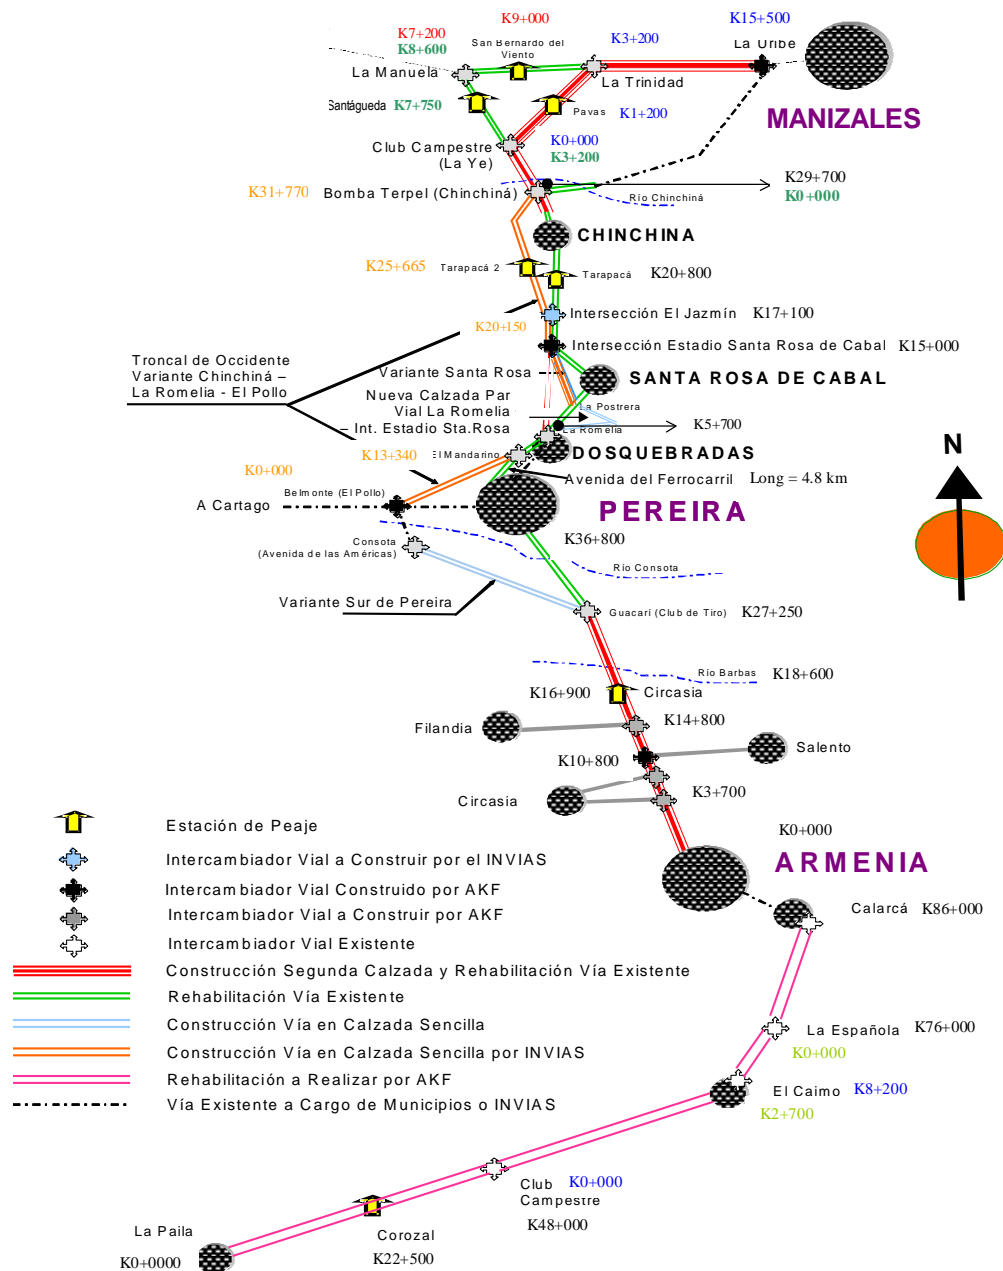 K15+500
K9+000
K7+200
K8+600
San Bernardo del
Viento
K3+200
La Uribe
La Manuela
La Trinidad
Santágueda K7+750
Pavas K1+200
MANIZALES
Club Campestre
(La Ye)
K0+000
K3+200
K29+700
K0+000
K31+770 Bomba Terpel (Chinchiná)
Río Chinchiná
CHINCHINA
K25+665 Tarapacá 2
Tarapacá K20+800
Intersección El Jazmín K17+100
K20+150
Intersección Estadio Santa Rosa de Cabal K15+000
Troncal de Occidente
Variante Chinchiná –
La Romelia - El Pollo
Variante Santa Rosa
SANTA ROSA DE CABAL
Nueva Calzada Par
Vial La Romelia
– Int. Estadio Sta.Rosa
La Postrera
K5+700
La Romelia
DOSQUEBRADAS
El Mandarino
K13+340
K0+000
Avenida del Ferrocarril Long = 4.8 km
N
Belmonte (El Pollo)
A Cartago
PEREIRA
K36+800
Consota
(Avenida de las Américas)
Río Consota
Variante Sur de Pereira
Guacarí (Club de Tiro) K27+250
Río Barbas K18+600
K16+900 Circasia
K14+800
Filandia
Salento
K10+800
K3+700
Circasia
K0+000
ARMENIA
Estación de Peaje
Intercambiador Vial a Construir por el INVIAS
Intercambiador Vial Construido por AKF
Intercambiador Vial a Construir por AKF
Intercambiador Vial Existente
Construcción Segunda Calzada y Rehabilitación Vía Existente
Rehabilitación Vía Existente
Construcción Vía en Calzada Sencilla
Construcción Vía en Calzada Sencilla por INVIAS
Rehabilitación a Realizar por AKF
Vía Existente a Cargo de Municipios o INVIAS
Calarcá K86+000
La Española K76+000
K0+000
El Caimo K8+200
K2+700
Club
Campestre
K0+000
K48+000
Corozal
K22+500
La Paila
K0+0000